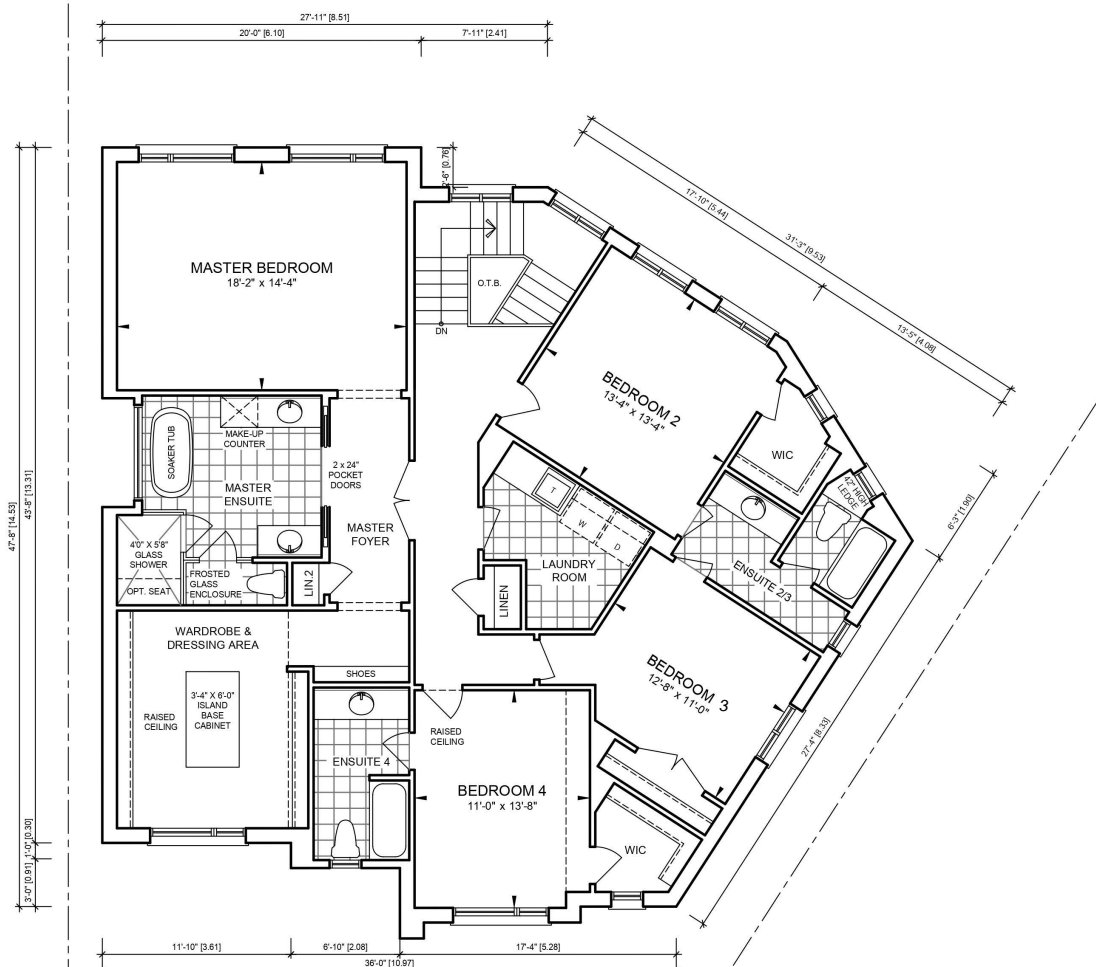 27'-11" [8.51]
20'-0" [6.10]
7'-11" [2.41]
2'-6" [0.76]
17'-10" [5.44]
31'-3" [9.53]
13'-5" [4.08]
6'-3" [1.90]
27'-4" [8.33]
47'-8" [14.53]
43'-8" [13.31]
1'-0" [0.30]
3'-0" [0.91]
MASTER BEDROOM
18'-2" x 14'-4"
O.T.B.
DN
BEDROOM 2
13'-4" x 13'-4"
WIC
42" HIGH
LEDGE
SOAKER TUB
MAKE-UP
COUNTER
MASTER
ENSUITE
2 x 24"
POCKET
DOORS
MASTER
FOYER
4'0" X 5'8"
GLASS
SHOWER
OPT. SEAT
FROSTED
GLASS
ENCLOSURE
LIN.2
T
W
D
LAUNDRY
ROOM
LINEN
ENSUITE 2/3
WARDROBE &
DRESSING AREA
SHOES
3'-4" X 6'-0"
ISLAND
BASE
CABINET
RAISED
CEILING
BEDROOM 3
12'-8" x 11'-0"
RAISED
CEILING
ENSUITE 4
BEDROOM 4
11'-0" x 13'-8"
WIC
11'-10" [3.61]
6'-10" [2.08]
17'-4" [5.28]
36'-0" [10.97]